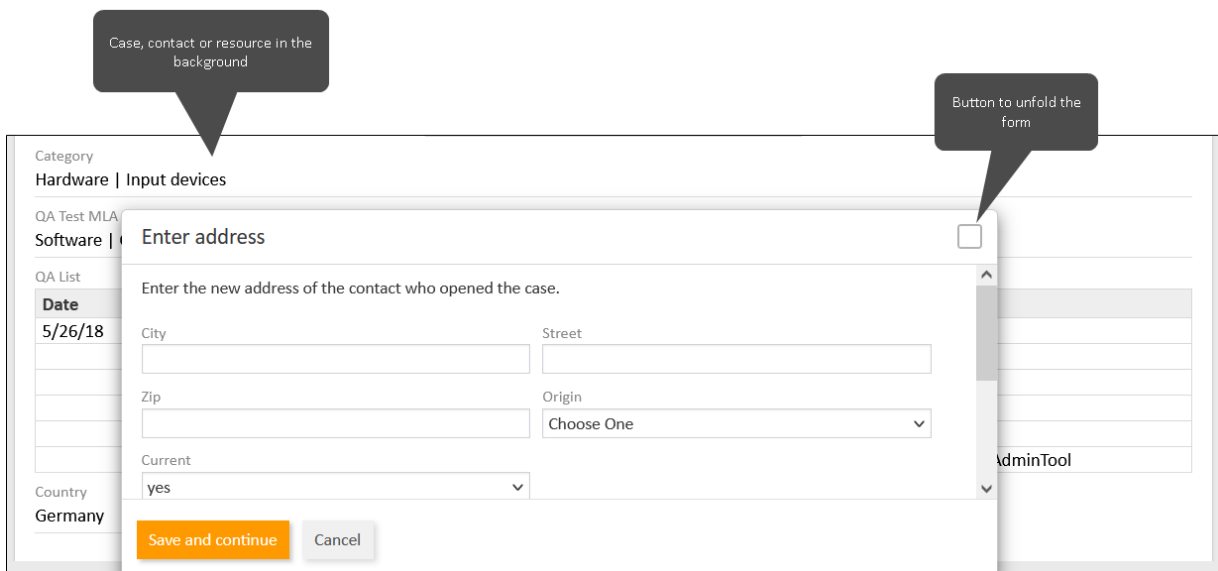 Case, contact or resource in the
background
Button to unfold the
form
Category
Hardware | Input devices
QA Test MLA
Software |
Enter address
QA List
Enter the new address of the contact who opened the case.
Date
5/26/18
City
Street
Zip
Origin
Choose One
Current
yes
AdminTool
Country
Germany
Save and continue
Cancel